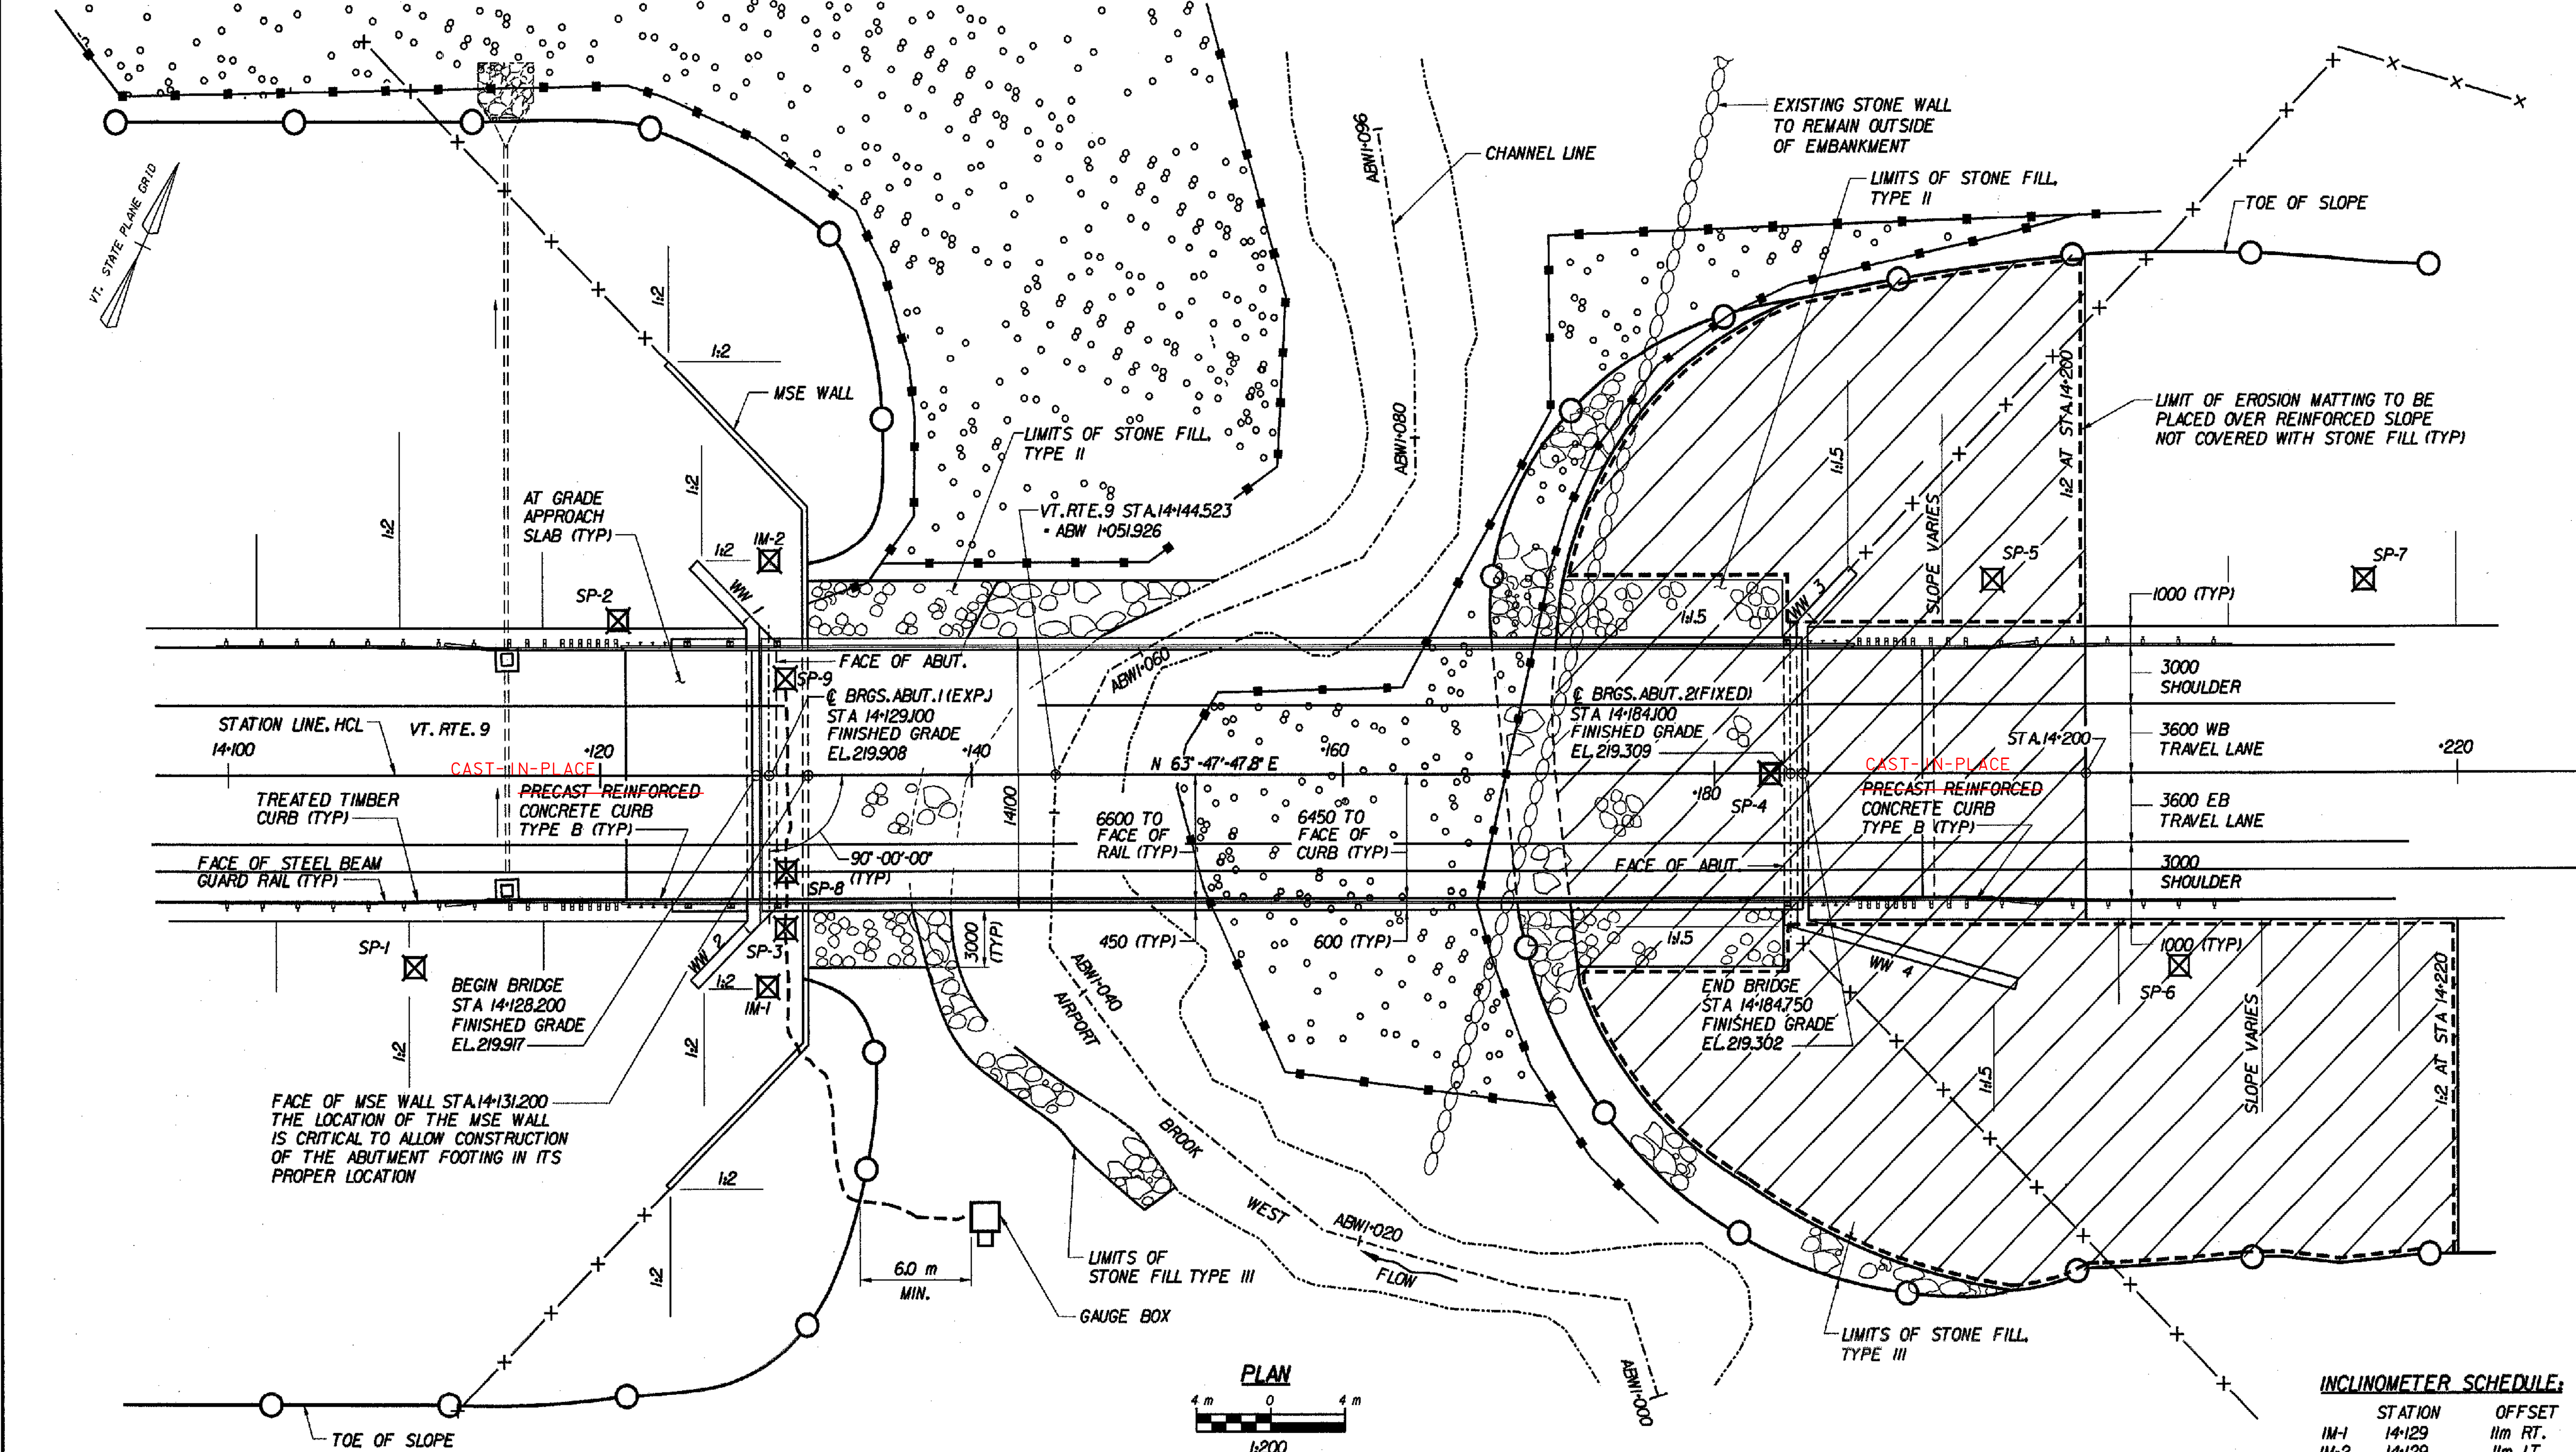 VT. STATE PLANE GRID
ABW1+096
CHANNEL LINE
EXISTING STONE WALL
TO REMAIN OUTSIDE
OF EMBANKMENT
LIMITS OF STONE FILL,
TYPE II
TOE OF SLOPE
1:2
1:2
MSE WALL
LIMITS OF STONE FILL,
TYPE II
ABW1+080
1:1.5
1:2 AT STA.14+200
LIMIT OF EROSION MATTING TO BE
PLACED OVER REINFORCED SLOPE
NOT COVERED WITH STONE FILL (TYP)
1:2
1:2
AT GRADE
APPROACH
SLAB (TYP)
VT.RTE.9 STA.14+144.523
= ABW 1+051.926
IM-2
1:2
SP-2
WW 1
SLOPE VARIES
SP-5
SP-7
WW 3
1:1.5
1000 (TYP)
FACE OF ABUT.
SP-9
ABW1+060
3000
SHOULDER
℄ BRGS.ABUT.1 (EXP.)
STA 14+129.100
FINISHED GRADE
EL.219.908
℄ BRGS.ABUT.2(FIXED)
STA 14+184.100
FINISHED GRADE
EL.219.309
STATION LINE, HCL
VT. RTE. 9
14+100
+120
+140
N 63°-47'-47.8" E
+160
+180
STA.14+200
3600 WB
TRAVEL LANE
+220
CAST-IN-PLACE
PRECAST REINFORCED
CONCRETE CURB
TYPE B (TYP)
TREATED TIMBER
CURB (TYP)
14100
6600 TO
FACE OF
RAIL (TYP)
6450 TO
FACE OF
CURB (TYP)
SP-4
CAST-IN-PLACE
PRECAST REINFORCED
CONCRETE CURB
TYPE B (TYP)
3600 EB
TRAVEL LANE
FACE OF STEEL BEAM
GUARD RAIL (TYP)
90°-00'-00"
(TYP)
SP-8
FACE OF ABUT.
3000
SHOULDER
SP-1
WW 2
SP-3
1:2
IM-1
3000
(TYP)
450 (TYP)
600 (TYP)
1:1.5
WW 4
1000 (TYP)
SP-6
BEGIN BRIDGE
STA 14+128.200
FINISHED GRADE
EL.219.917
END BRIDGE
STA 14+184.750
FINISHED GRADE
EL.219.302
1:2
1:2
ABW1+040
AIRPORT
BROOK
1:1.5
SLOPE VARIES
1:2 AT STA 14+220
FACE OF MSE WALL STA.14+131.200
THE LOCATION OF THE MSE WALL
IS CRITICAL TO ALLOW CONSTRUCTION
OF THE ABUTMENT FOOTING IN ITS
PROPER LOCATION
1:2
1:2
WEST
ABW1+020
FLOW
6.0 m
MIN.
LIMITS OF
STONE FILL TYPE III
GAUGE BOX
LIMITS OF STONE FILL,
TYPE III
ABW1+000
PLAN
4 m 0 4 m
1:200
TOE OF SLOPE
INCLINOMETER SCHEDULE:
STATION OFFSET
IM-1 14+129 11m RT.
IM-2 14+129 11m LT.